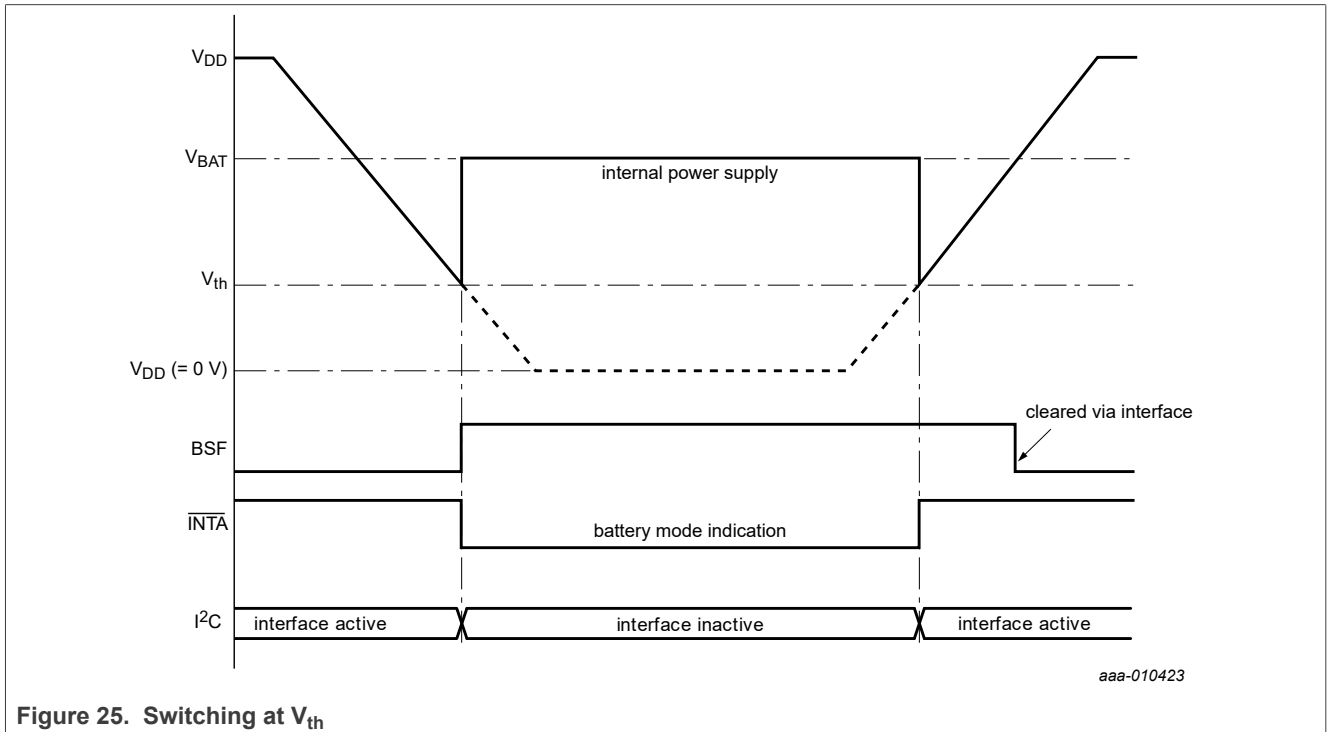 VDD
VBAT
internal power supply
Vth
VDD (= 0 V)
cleared via interface
BSF
INTA
battery mode indication
I2C
interface active
interface inactive
interface active
aaa-010423
Figure 25. Switching at Vth